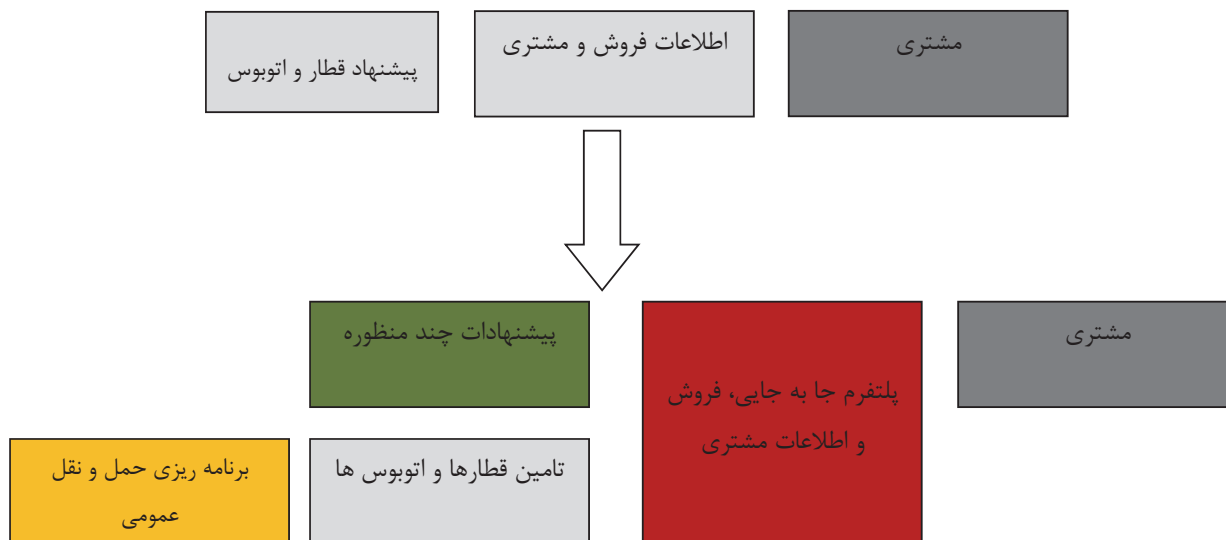 مشتری
اطلاعات فروش و مشتری
پیشنهاد قطار و اتوبوس
مشتری
پلتفرم جا به جایی، فروش
و اطلاعات مشتری
پیشنهادات چند منظوره
تامین قطارها و اتوبوس ها
برنامه ریزی حمل و نقل
عمومی